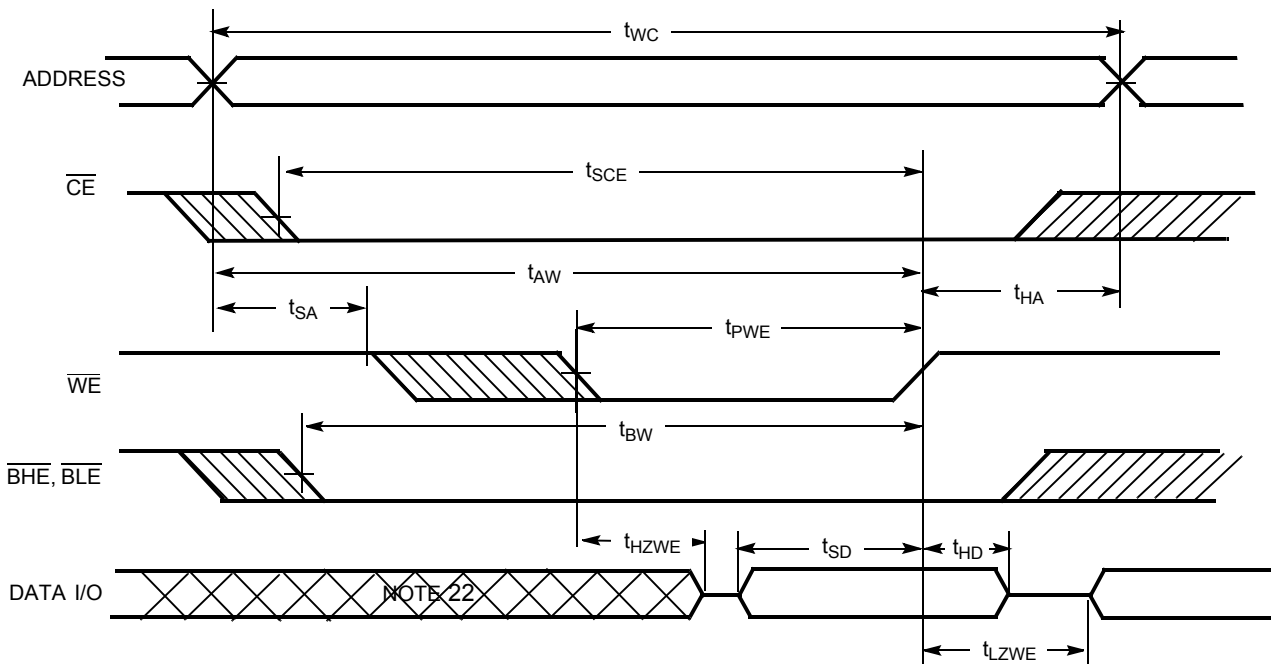 tWC
ADDRESS
tSCE
CE
tAW
tHA
tSA
tPWE
WE
tBW
BHE, BLE
tHZWE
tSD
tHD
DATA I/O
NOTE 22
tLZWE